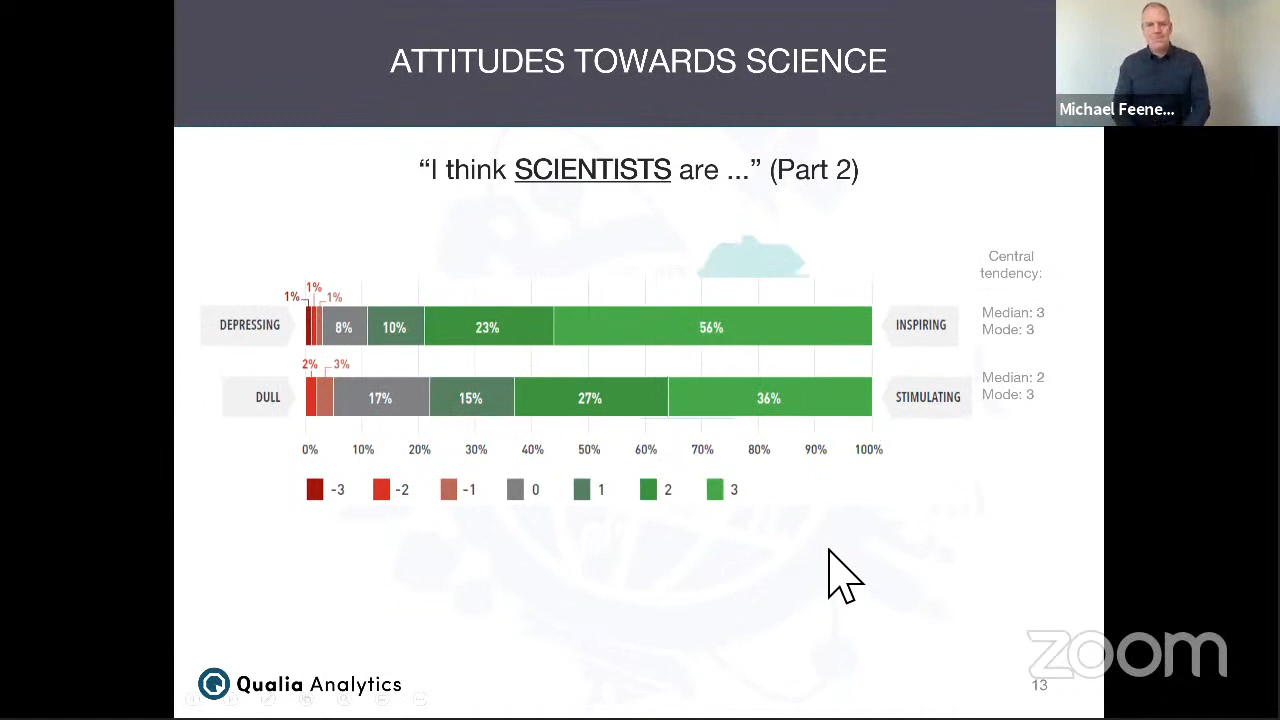 ATTITUDES TOWARDS SCIENCE
Michael Feene...
“I think SCIENTISTS are ...” (Part 2)
Central
tendency:
1%
1%
1%
DEPRESSING
8%
10%
23%
56%
INSPIRING
Median: 3
Mode: 3
2%
3%
DULL
17%
15%
27%
36%
STIMULATING
Median: 2
Mode: 3
0%
10%
20%
30%
40%
50%
60%
70%
80%
90%
100%
-3
-2
-1
0
1
2
3
Qualia Analytics
zoom
13